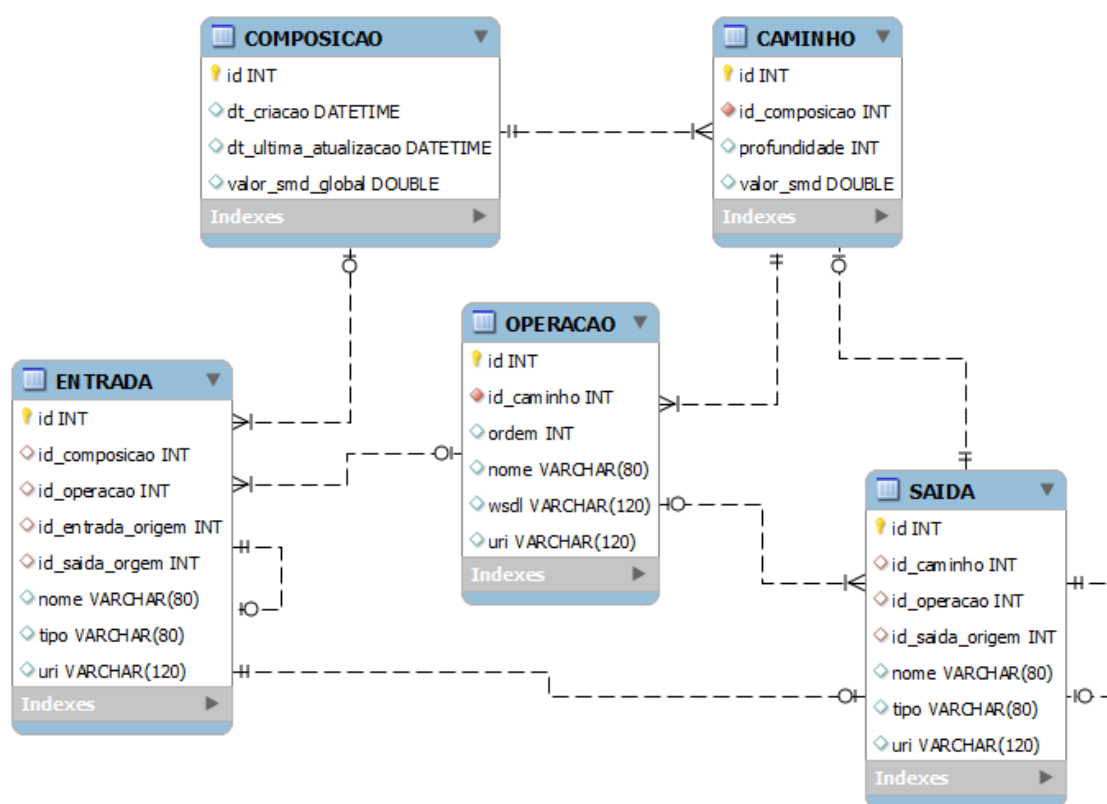 COMPOSICAO
id INT
dt_criacao DATETIME
dt_ultima_atualizacao DATETIME
valor_smd_global DOUBLE
Indexes
CAMINHO
id INT
id_composicao INT
profundidade INT
valor_smd DOUBLE
Indexes
OPERACAO
id INT
id_caminho INT
ordem INT
nome VARCHAR(80)
wsdl VARCHAR(120)
uri VARCHAR(120)
Indexes
ENTRADA
id INT
id_composicao INT
id_operacao INT
id_entrada_origem INT
id_saida_orgem INT
nome VARCHAR(80)
tipo VARCHAR(80)
uri VARCHAR(120)
Indexes
SAIDA
id INT
id_caminho INT
id_operacao INT
id_saida_origem INT
nome VARCHAR(80)
tipo VARCHAR(80)
uri VARCHAR(120)
Indexes